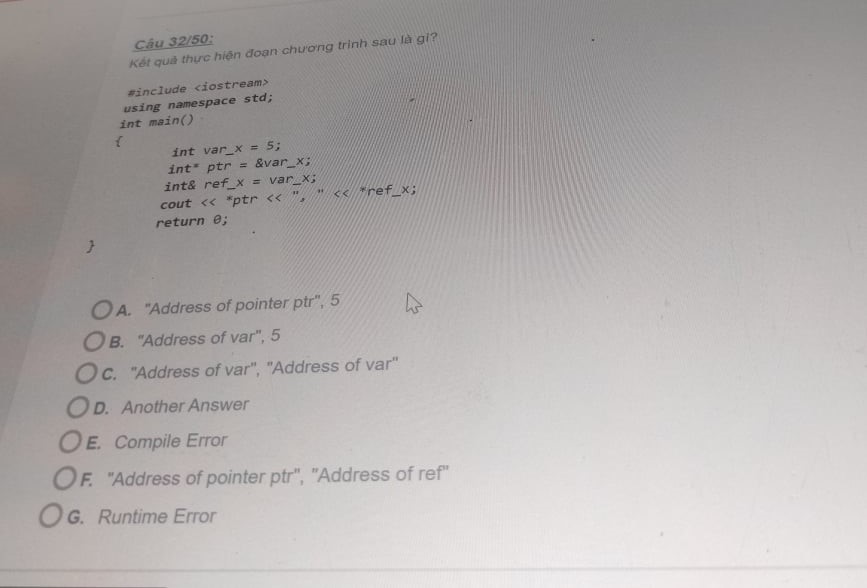 Câu 32/50:
Kết quả thực hiện đoạn chương trình sau là gì?
#include <iostream>
using namespace std;
int main()
{
int var_x = 5;
int* ptr = &var_x;
int& ref_x = var_x;
cout << *ptr << ", " << *ref_x;
return 0;
}
A. "Address of pointer ptr", 5
B. "Address of var", 5
C. "Address of var", "Address of var"
D. Another Answer
E. Compile Error
F. "Address of pointer ptr", "Address of ref"
G. Runtime Error